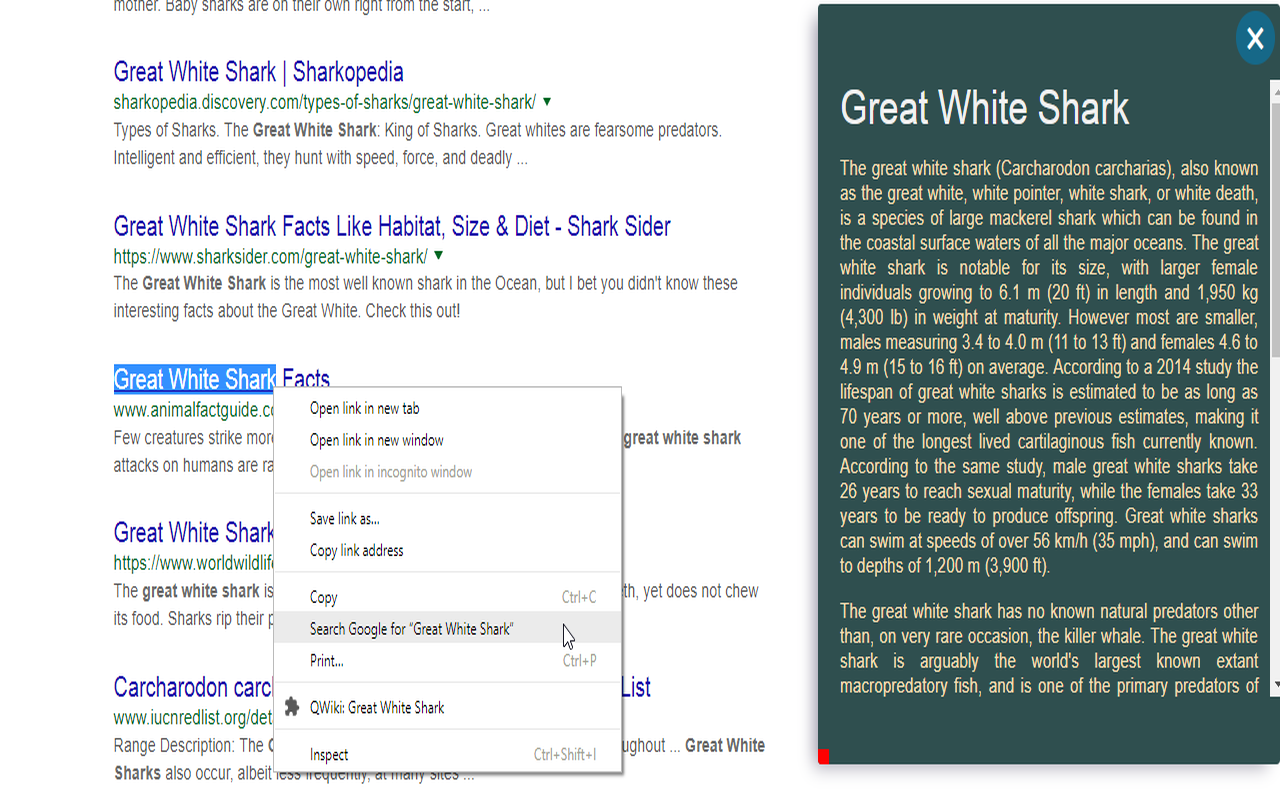 mother. Baby sharks are on their own right from the start, ...
Great White Shark | Sharkopedia
sharkopedia.discovery.com/types-of-sharks/great-white-shark/ ▼
Types of Sharks. The Great White Shark: King of Sharks. Great whites are fearsome predators.
Intelligent and efficient, they hunt with speed, force, and deadly ...
Great White Shark Facts Like Habitat, Size & Diet - Shark Sider
https://www.sharksider.com/great-white-shark/ ▼
The Great White Shark is the most well known shark in the Ocean, but I bet you didn't know these
interesting facts about the Great White. Check this out!
Great White Shark Facts
www.animalfactguide.co
Few creatures strike more great white shark
attacks on humans are ra
Great White Shark
https://www.worldwildlife
The great white shark is th, yet does not chew
its food. Sharks rip their p
Carcharodon carc List
www.iucnredlist.org/deta
Range Description: The G ughout ... Great White
Sharks also occur, albeit less frequently, at many sites ...
Open link in new tab
Open link in new window
Open link in incognito window
Save link as...
Copy link address
Copy Ctrl+C
Search Google for “Great White Shark”
Print... Ctrl+P
QWiki: Great White Shark
Inspect Ctrl+Shift+I
X
Great White Shark
The great white shark (Carcharodon carcharias), also known
as the great white, white pointer, white shark, or white death,
is a species of large mackerel shark which can be found in
the coastal surface waters of all the major oceans. The great
white shark is notable for its size, with larger female
individuals growing to 6.1 m (20 ft) in length and 1,950 kg
(4,300 lb) in weight at maturity. However most are smaller,
males measuring 3.4 to 4.0 m (11 to 13 ft) and females 4.6 to
4.9 m (15 to 16 ft) on average. According to a 2014 study the
lifespan of great white sharks is estimated to be as long as
70 years or more, well above previous estimates, making it
one of the longest lived cartilaginous fish currently known.
According to the same study, male great white sharks take
26 years to reach sexual maturity, while the females take 33
years to be ready to produce offspring. Great white sharks
can swim at speeds of over 56 km/h (35 mph), and can swim
to depths of 1,200 m (3,900 ft).
The great white shark has no known natural predators other
than, on very rare occasion, the killer whale. The great white
shark is arguably the world's largest known extant
macropredatory fish, and is one of the primary predators of